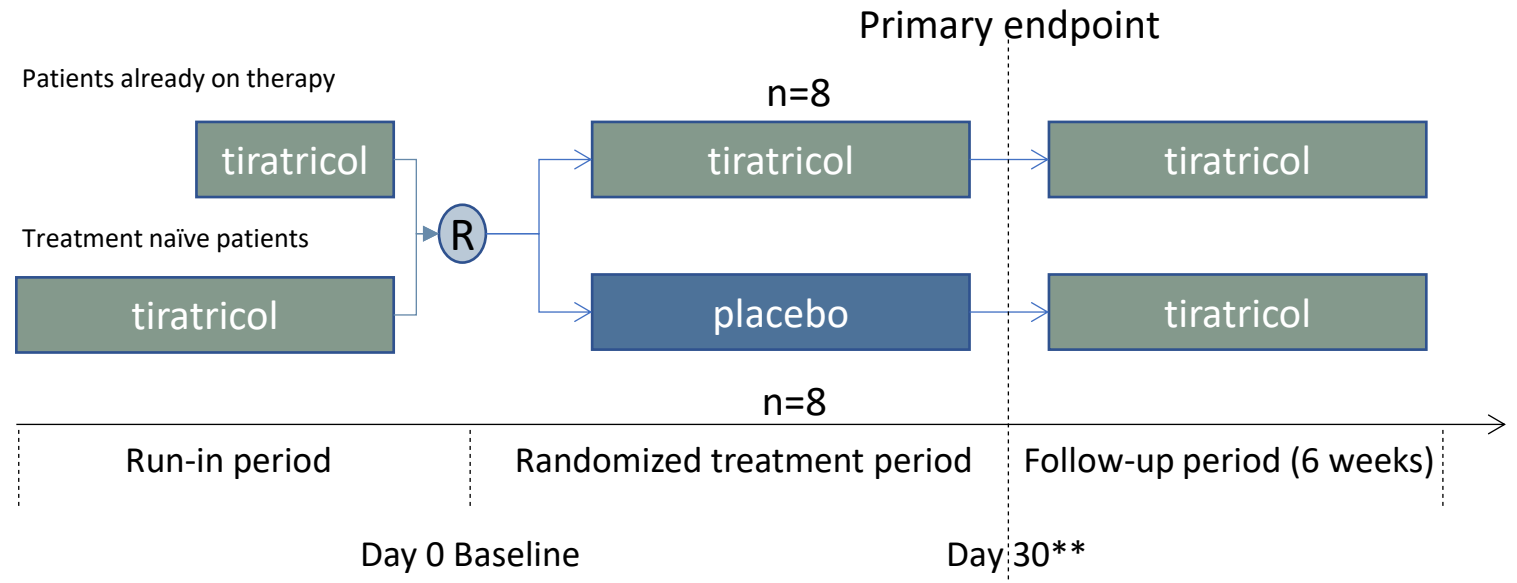 Primary endpoint
Patients already on therapy
n=8
tiratricol
tiratricol
tiratricol
R
Treatment naïve patients
tiratricol
placebo
tiratricol
n=8
Run-in period
Randomized treatment period
Follow-up period (6 weeks)
Day 0 Baseline
Day 30**